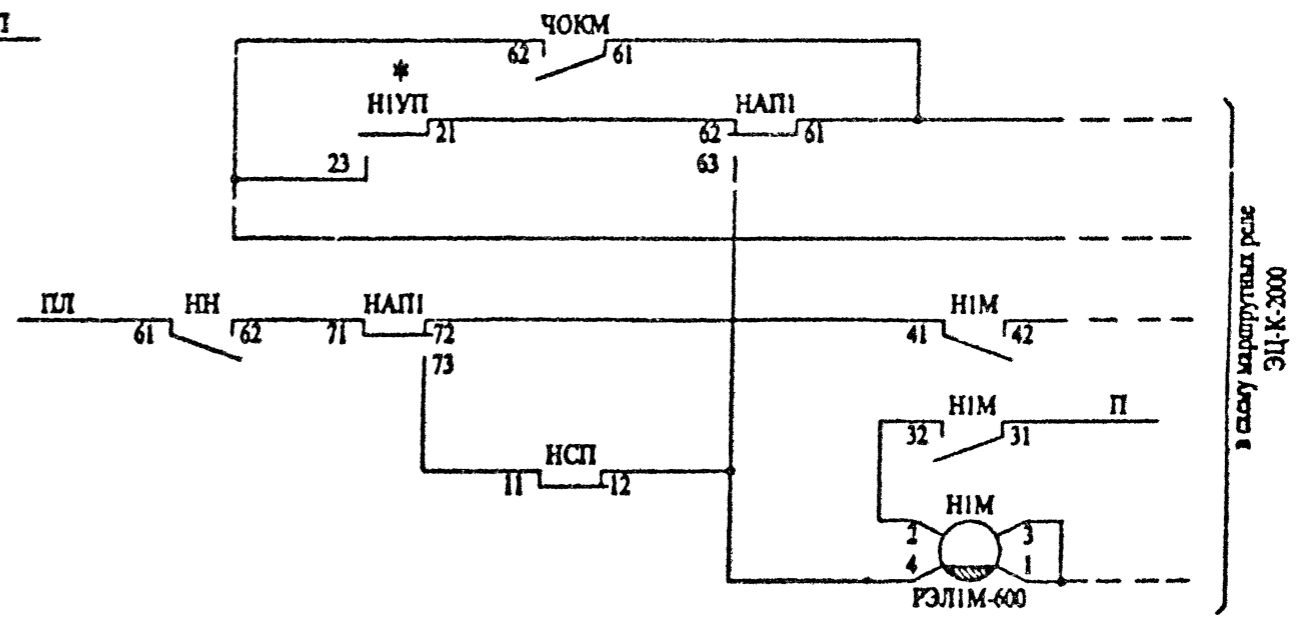 П
ЧОКМ
62 61
*
Н1УП НАП1
21 62 61
23 63
ПЛ НН НАП1 Н1М
61 62 71 72 41 42
73
Н1М П
32 31
НСП
11 12
Н1М
2 3
4 1
РЭЛ1М-600
в схему маршрутных реле
ЭЦ-К-2000